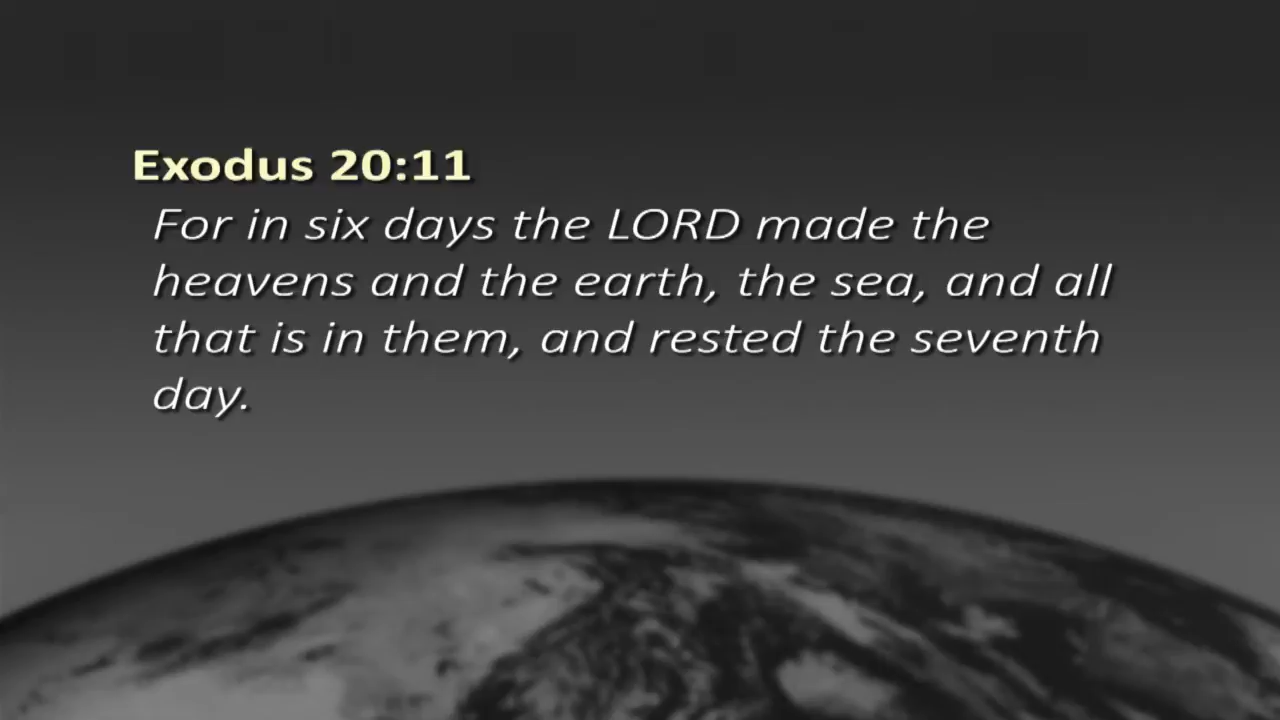 Exodus 20:11
For in six days the LORD made the
heavens and the earth, the sea, and all
that is in them, and rested the seventh
day.